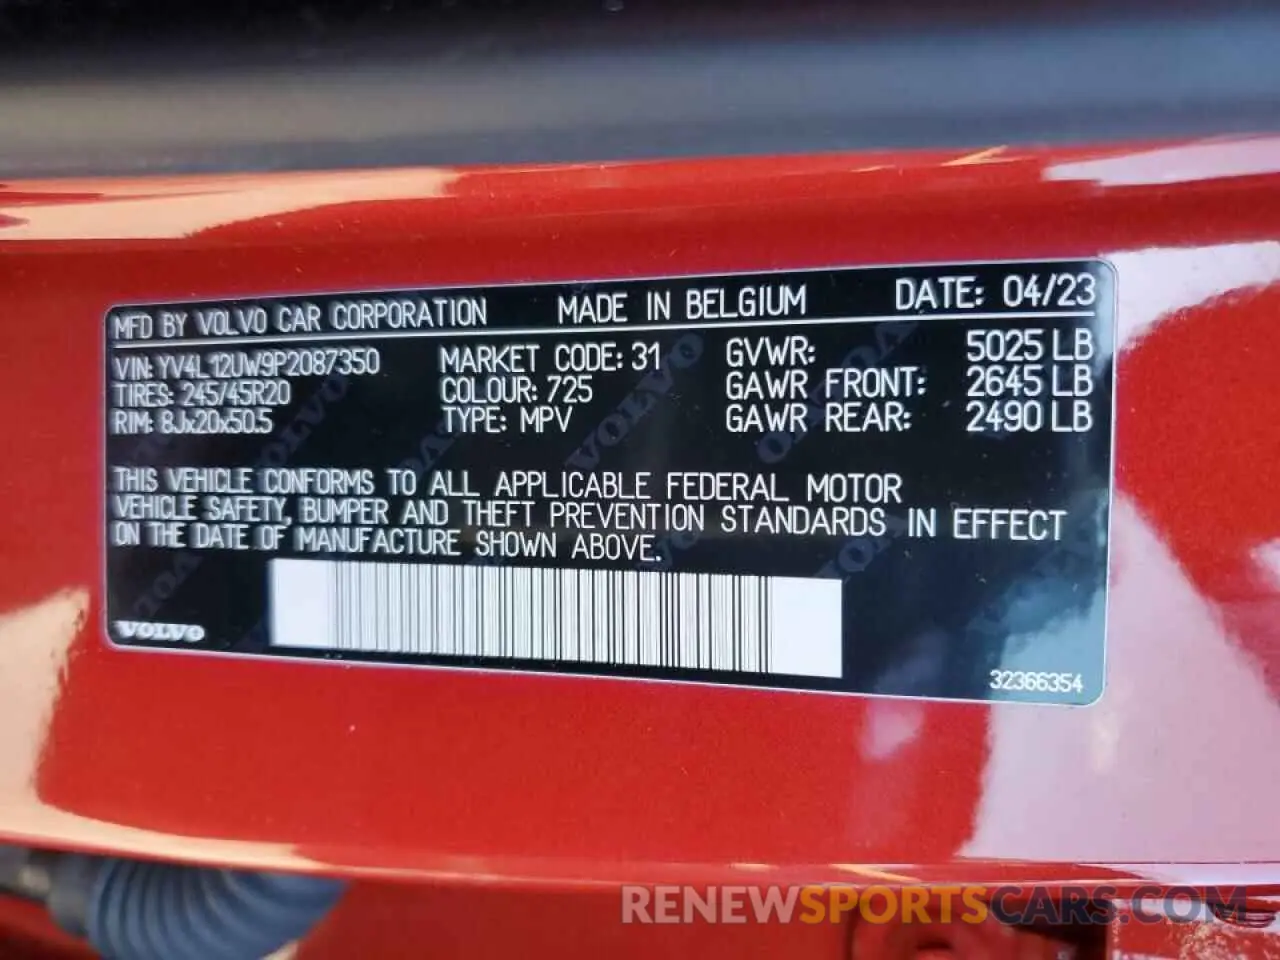 MFD BY VOLVO CAR CORPORATION MADE IN BELGIUM DATE: 04/23
VIN: YV4L12UW9P2087350 MARKET CODE: 31 GVWR: 5025 LB
TIRES: 245/45R20 COLOUR: 725 GAWR FRONT: 2645 LB
RIM: 8Jx20x50.5 TYPE: MPV GAWR REAR: 2490 LB
THIS VEHICLE CONFORMS TO ALL APPLICABLE FEDERAL MOTOR
VEHICLE SAFETY, BUMPER AND THEFT PREVENTION STANDARDS IN EFFECT
ON THE DATE OF MANUFACTURE SHOWN ABOVE.
VOLVO
32366354
RENEWSPORTSCARS.COM